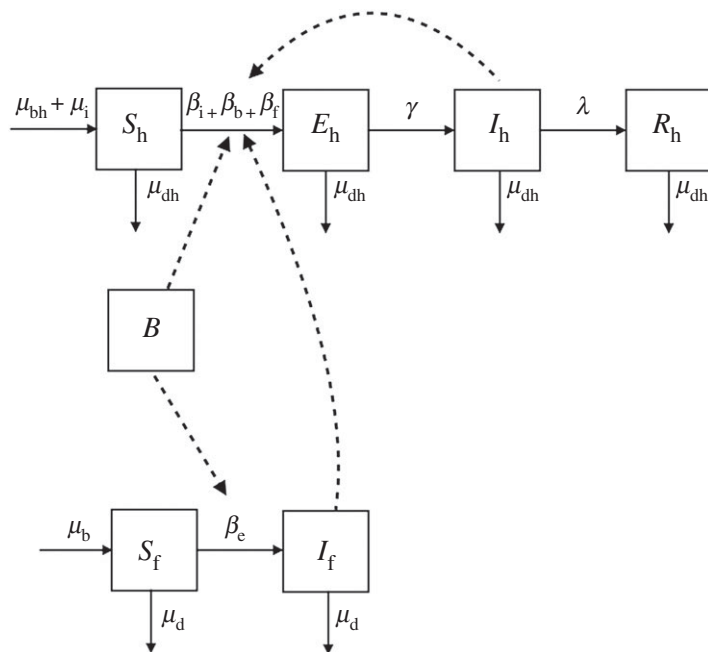 μbh + μi Sh βi+ βb+ βf Eh γ Ih λ Rh
μdh μdh μdh μdh
B
μb Sf βe If
μd μd